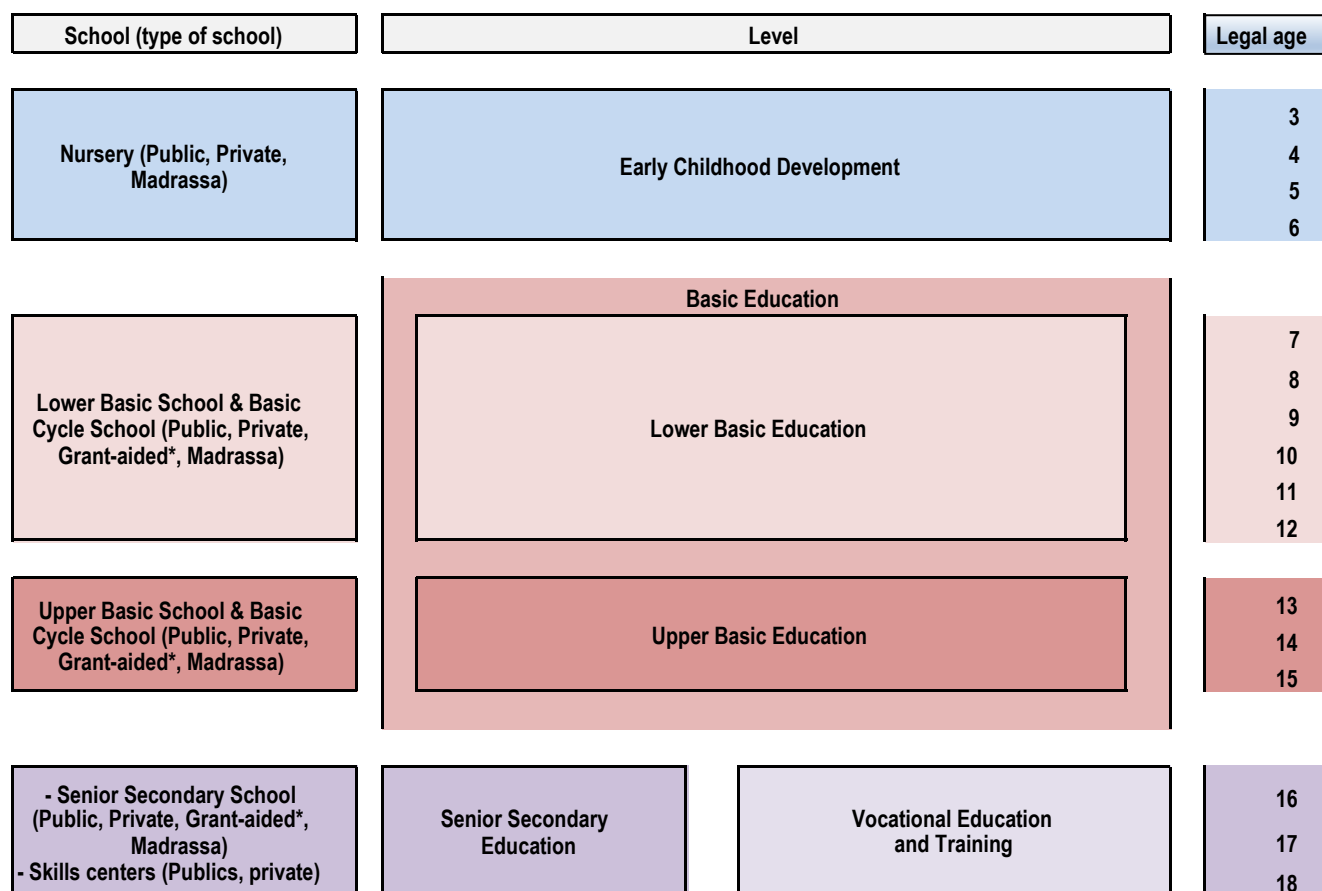 School (type of school)
Level
Legal age
Nursery (Public, Private,
Madrassa)
Early Childhood Development
3
4
5
6
Basic Education
Lower Basic School & Basic
Cycle School (Public, Private,
Grant-aided*, Madrassa)
Lower Basic Education
7
8
9
10
11
12
Upper Basic School & Basic
Cycle School (Public, Private,
Grant-aided*, Madrassa)
Upper Basic Education
13
14
15
- Senior Secondary School
(Public, Private, Grant-aided*,
Madrassa)
- Skills centers (Publics, private)
Senior Secondary
Education
Vocational Education
and Training
16
17
18